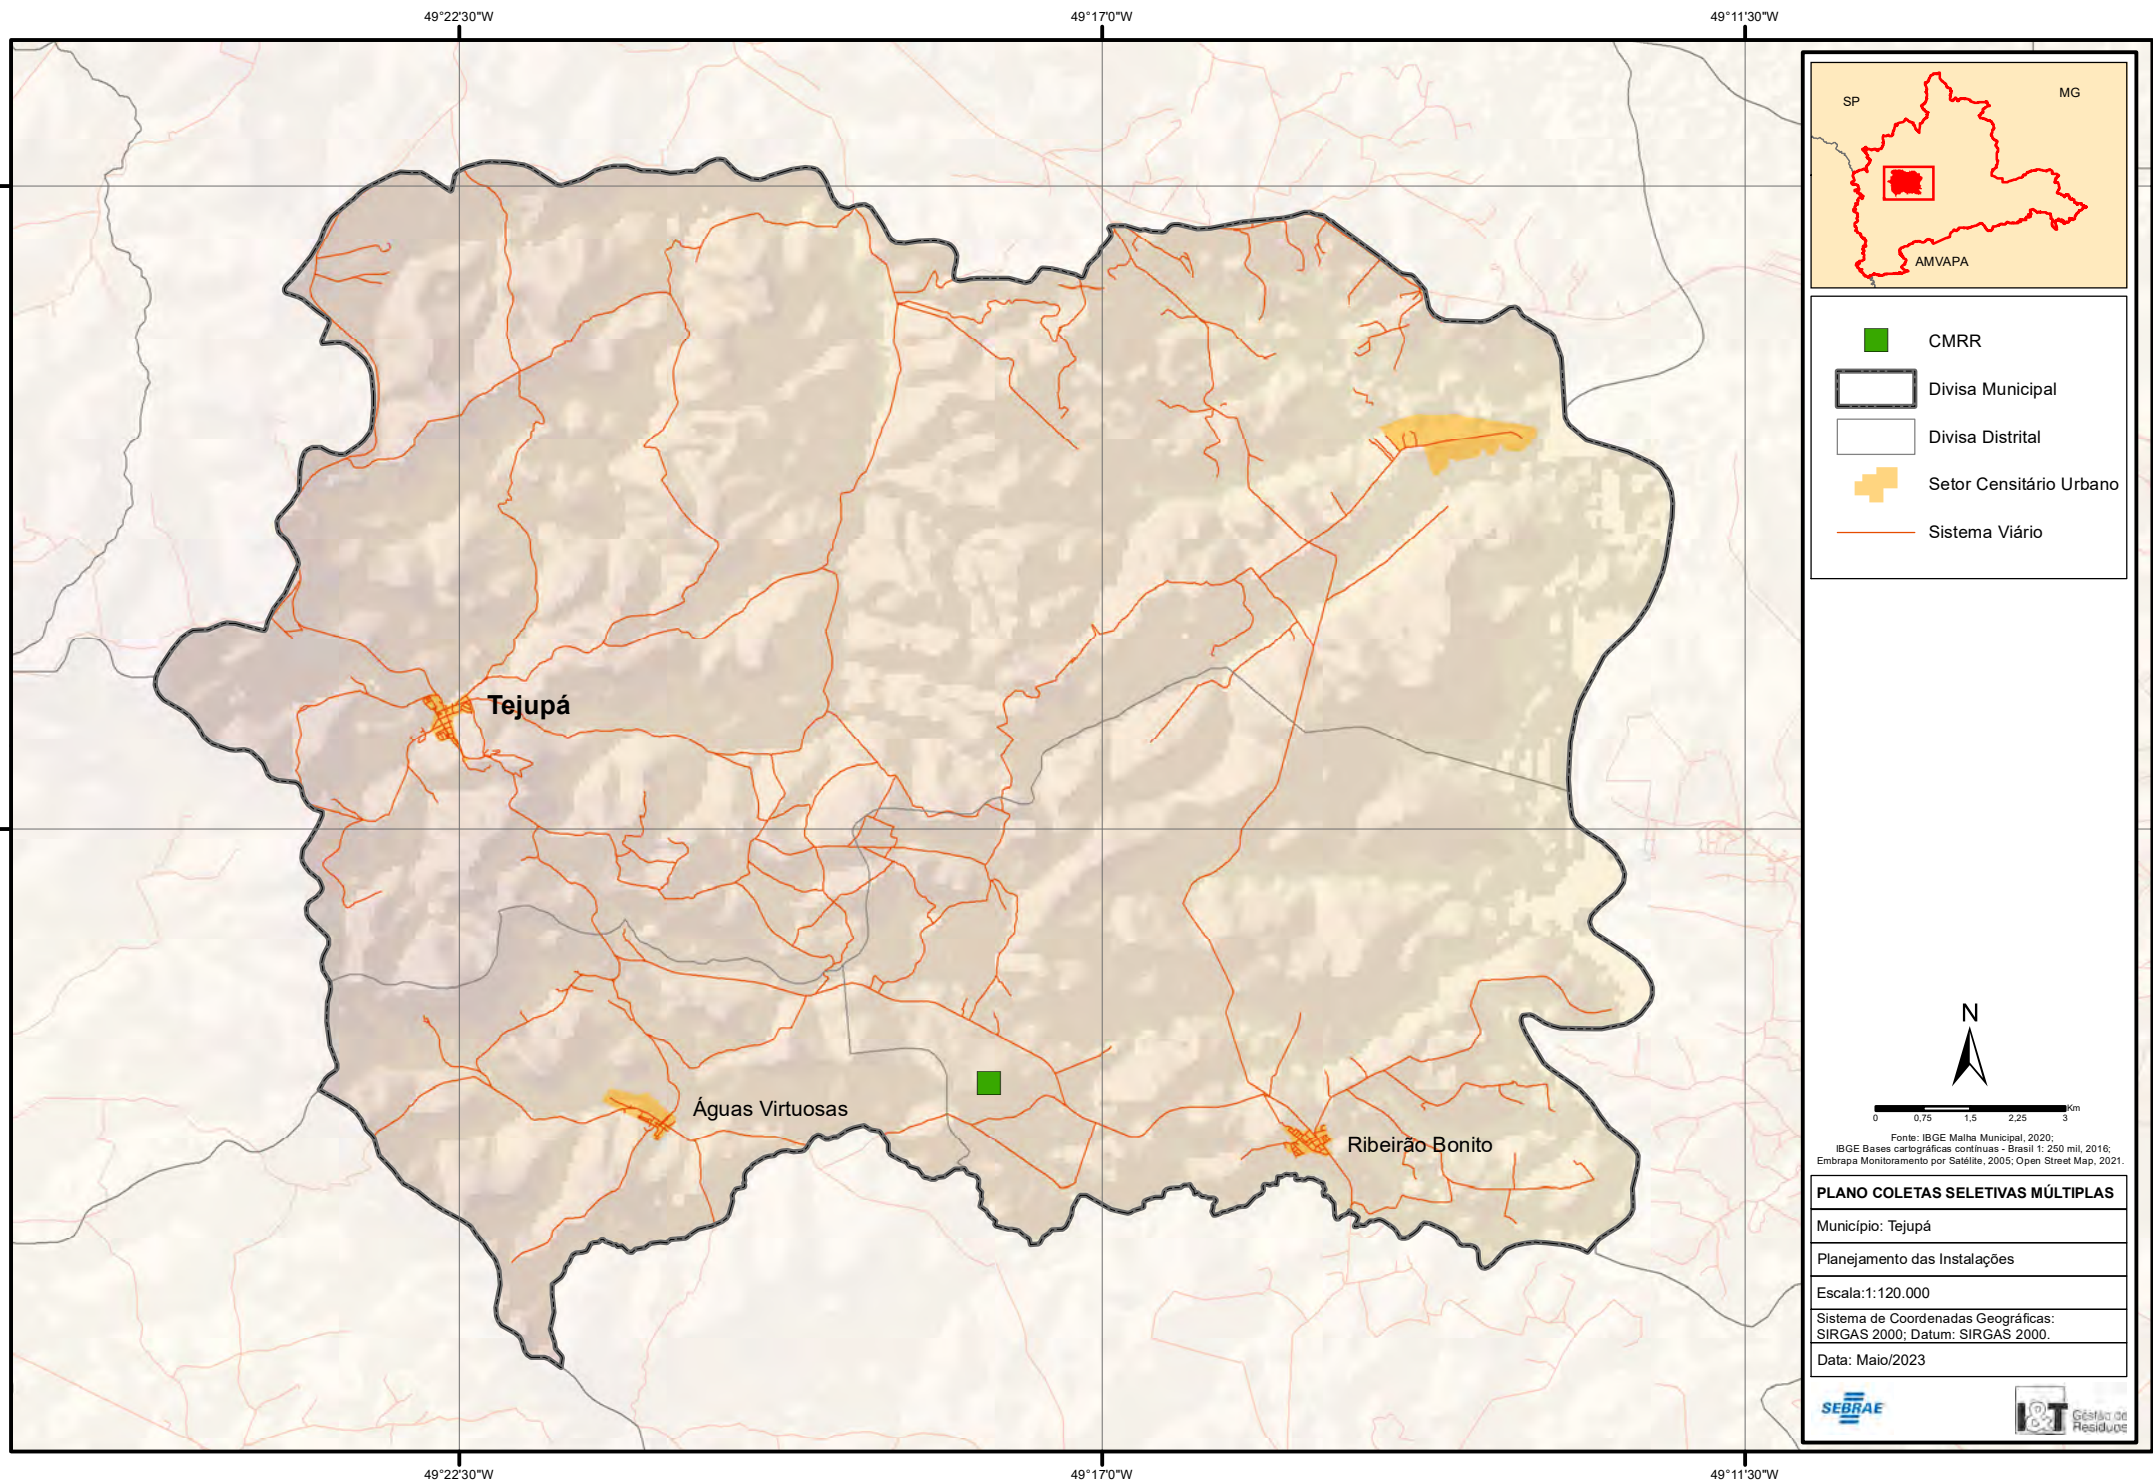 49°22'30"W
49°17'0"W
49°11'30"W
SP
MG
AMVAPA
CMRR
Divisa Municipal
Divisa Distrital
Setor Censitário Urbano
Sistema Viário
Tejupá
Águas Virtuosas
Ribeirão Bonito
N
Km
0 0,75 1,5 2,25 3
Fonte: IBGE Malha Municipal, 2020;
IBGE Bases cartográficas contínuas - Brasil 1: 250 mil, 2016;
Embrapa Monitoramento por Satélite, 2005; Open Street Map, 2021.
PLANO COLETAS SELETIVAS MÚLTIPLAS
Município: Tejupá
Planejamento das Instalações
Escala:1:120.000
Sistema de Coordenadas Geográficas:
SIRGAS 2000; Datum: SIRGAS 2000.
Data: Maio/2023
SEBRAE
I&T
Gestão de
Resíduos
49°22'30"W
49°17'0"W
49°11'30"W